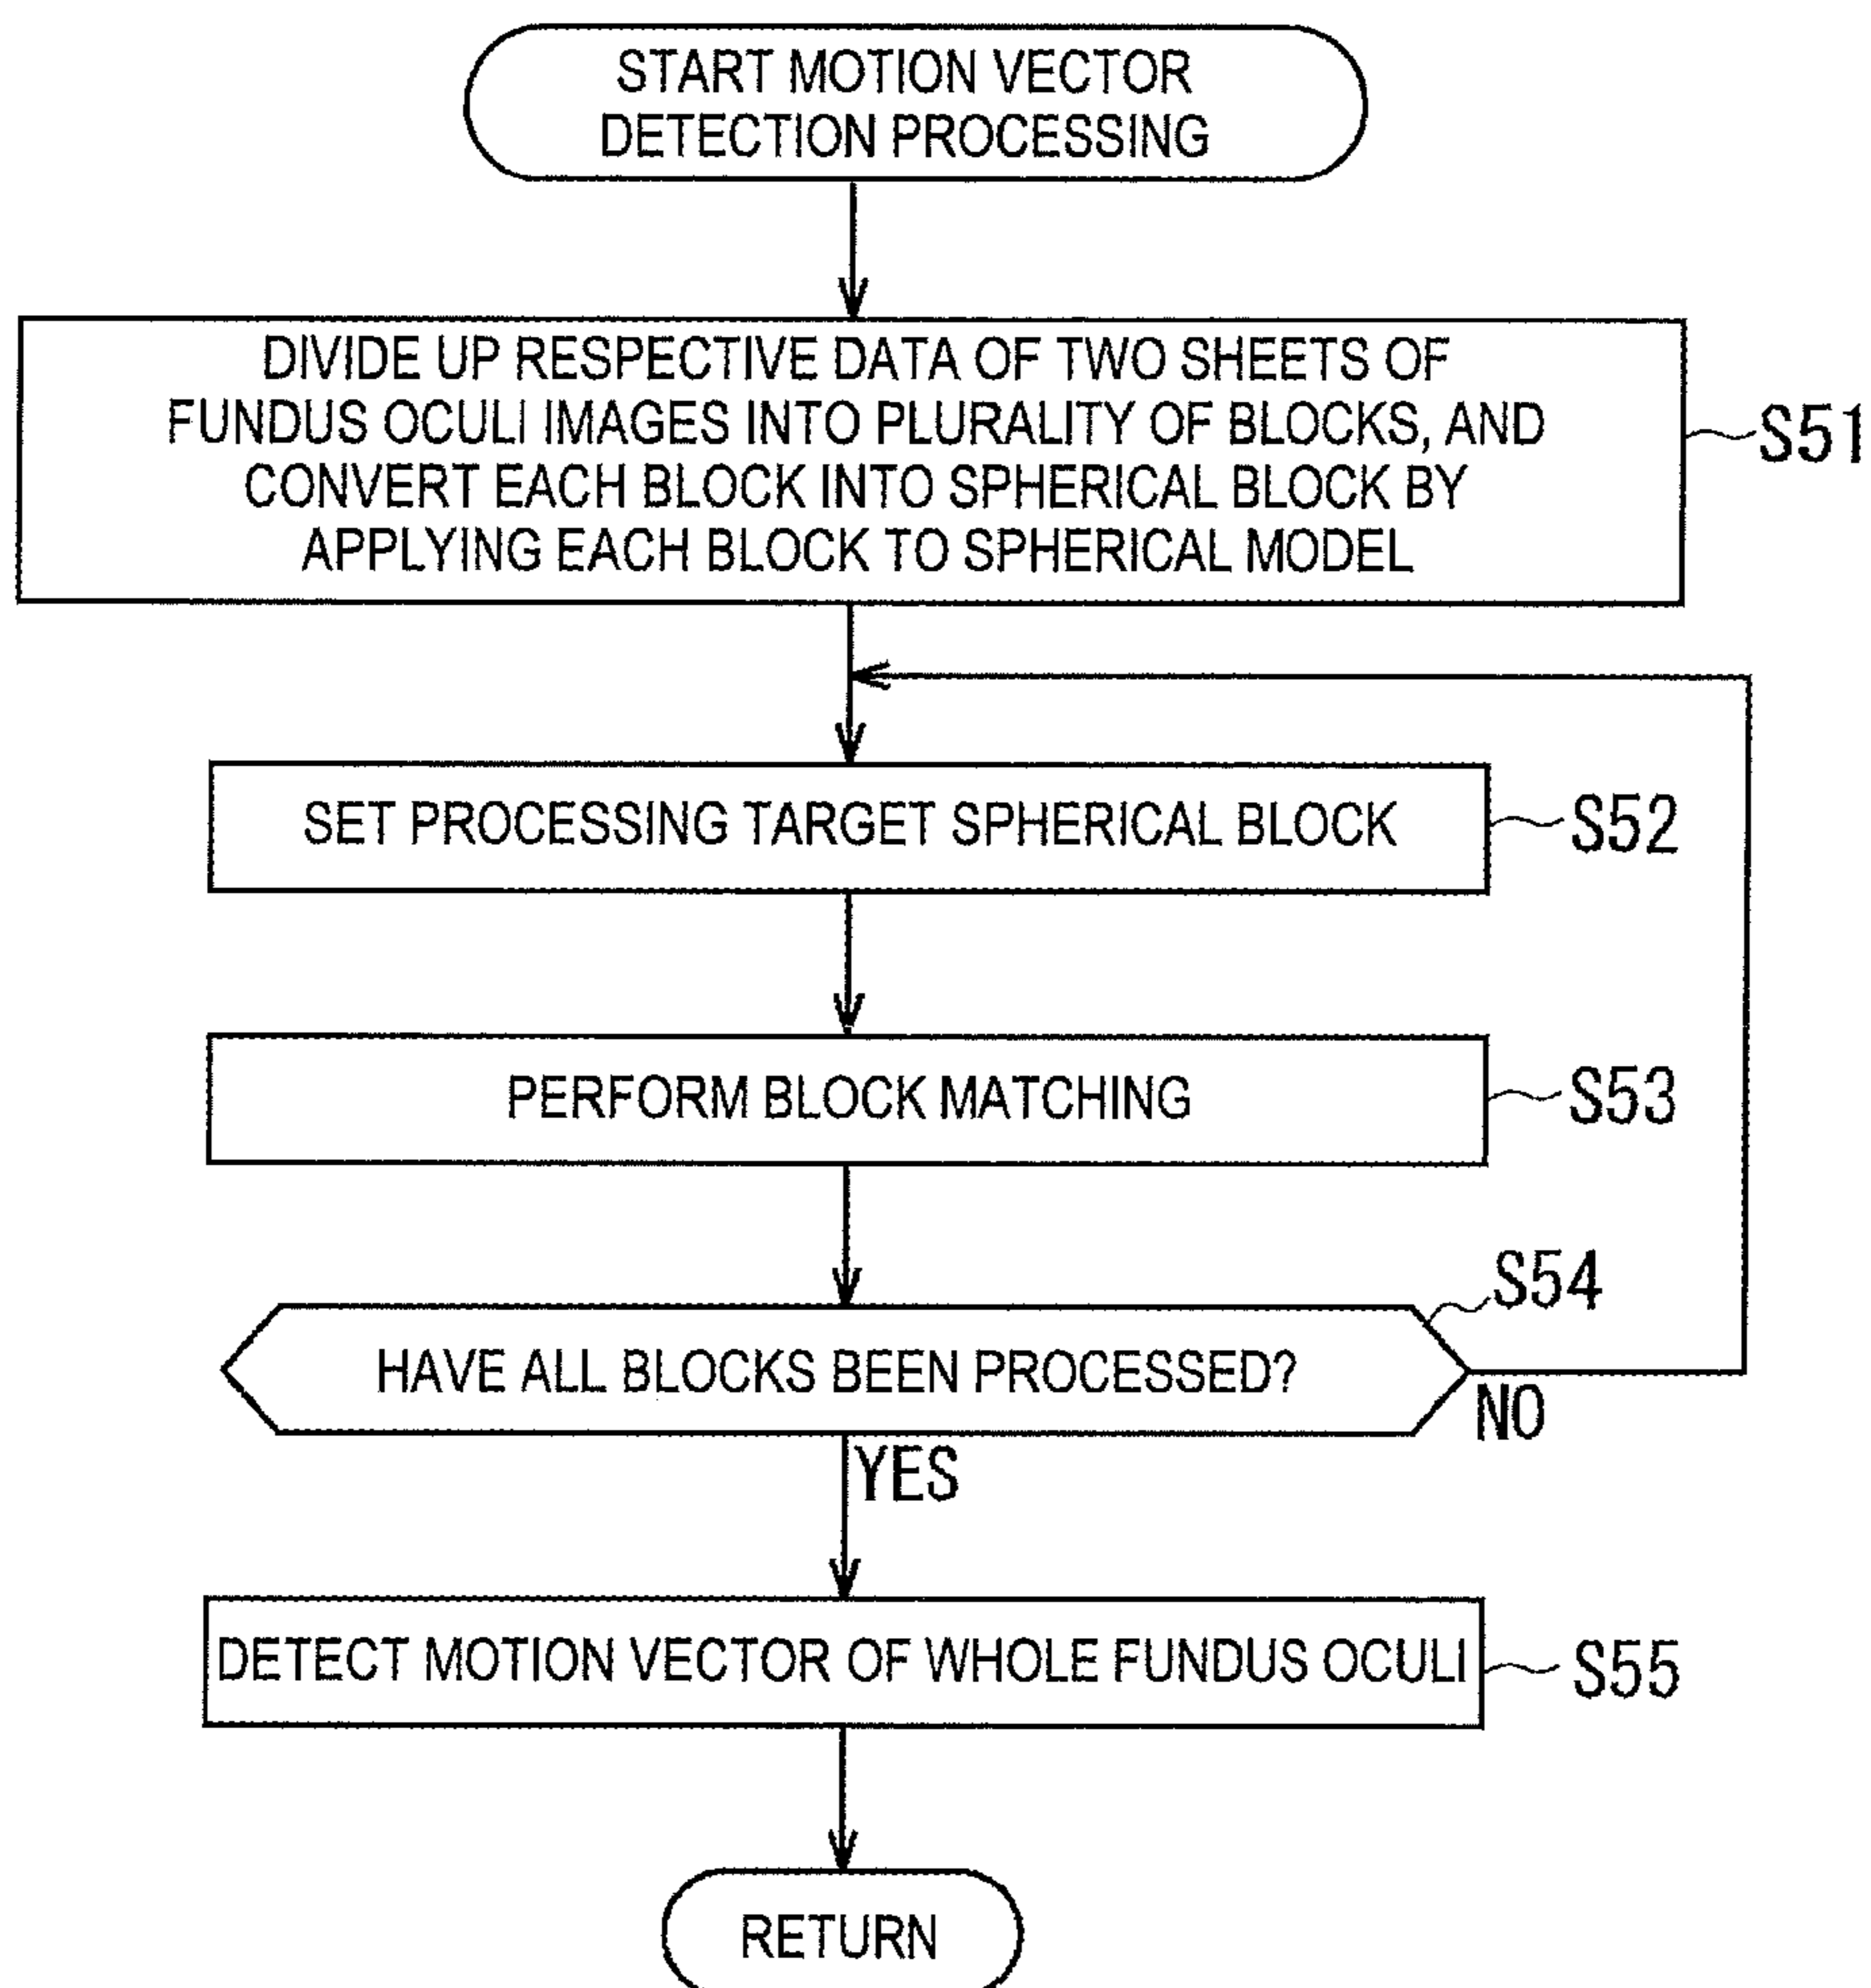 START MOTION VECTOR
DETECTION PROCESSING
DIVIDE UP RESPECTIVE DATA OF TWO SHEETS OF
FUNDUS OCULI IMAGES INTO PLURALITY OF BLOCKS, AND
CONVERT EACH BLOCK INTO SPHERICAL BLOCK BY
APPLYING EACH BLOCK TO SPHERICAL MODEL
S51
SET PROCESSING TARGET SPHERICAL BLOCK
S52
PERFORM BLOCK MATCHING
S53
S54
HAVE ALL BLOCKS BEEN PROCESSED?
NO
YES
DETECT MOTION VECTOR OF WHOLE FUNDUS OCULI
S55
RETURN